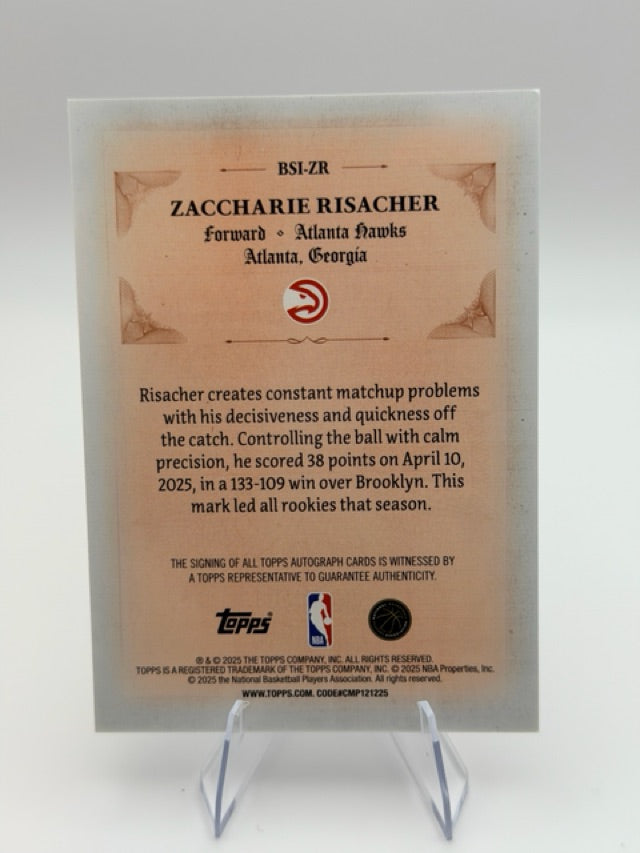 BSI-ZR
ZACCHARIE RISACHER
Forward ⋄ Atlanta Hawks
Atlanta, Georgia
Risacher creates constant matchup problems
with his decisiveness and quickness off
the catch. Controlling the ball with calm
precision, he scored 38 points on April 10,
2025, in a 133-109 win over Brooklyn. This
mark led all rookies that season.
THE SIGNING OF ALL TOPPS AUTOGRAPH CARDS IS WITNESSED BY
A TOPPS REPRESENTATIVE TO GUARANTEE AUTHENTICITY.
Topps® NBA
® & © 2025 THE TOPPS COMPANY, INC. ALL RIGHTS RESERVED.
TOPPS IS A REGISTERED TRADEMARK OF THE TOPPS COMPANY, INC. © 2025 NBA Properties, Inc.
© 2025 the National Basketball Players Association. All rights reserved.
WWW.TOPPS.COM. CODE#CMP121225